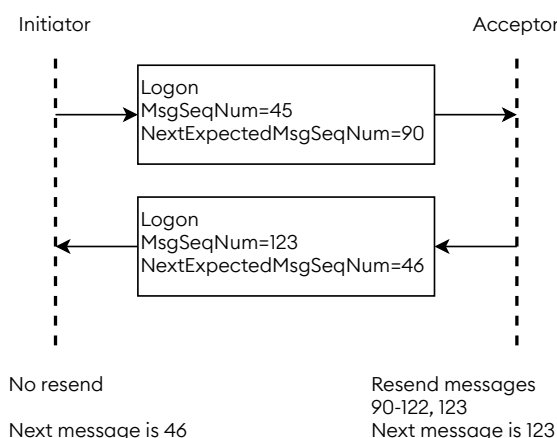 Initiator
Acceptor
Logon
MsgSeqNum=45
NextExpectedMsgSeqNum=90
Logon
MsgSeqNum=123
NextExpectedMsgSeqNum=46
No resend
Next message is 46
Resend messages
90-122, 123
Next message is 123